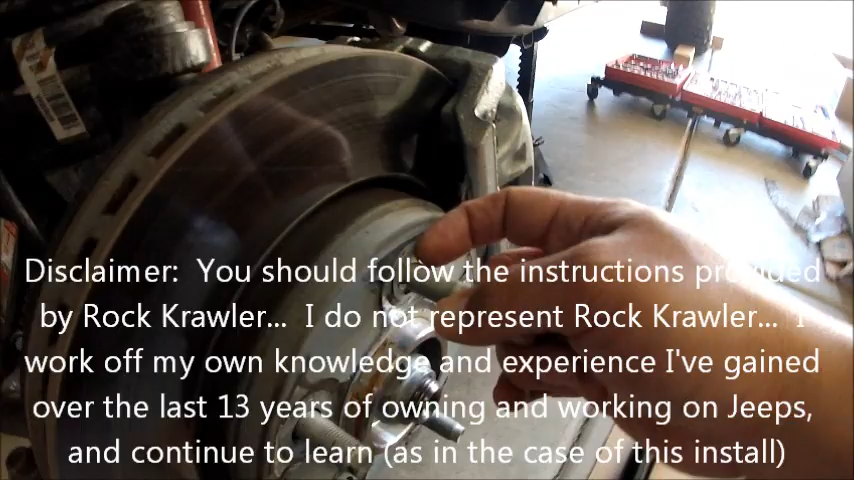 Disclaimer:  You should follow the instructions provided
by Rock Krawler...  I do not represent Rock Krawler...  I
work off my own knowledge and experience I've gained
over the last 13 years of owning and working on Jeeps,
and continue to learn (as in the case of this install)